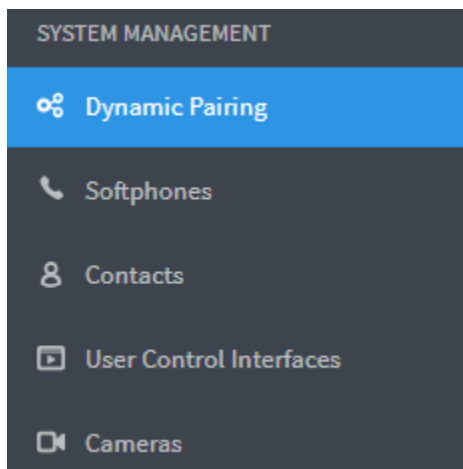 SYSTEM MANAGEMENT
Dynamic Pairing
Softphones
Contacts
User Control Interfaces
Cameras